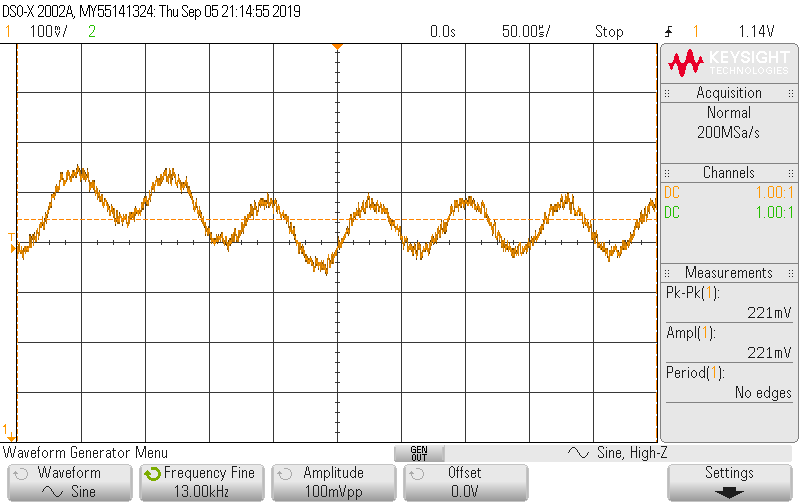 DSO-X 2002A, MY55141324: Thu Sep 05 21:14:55 2019
1 100mV/ 2 0.0s 50.00us/ Stop 1 1.14V
KEYSIGHT
TECHNOLOGIES
Acquisition
Normal
200MSa/s
Channels
DC 1.00:1
DC 1.00:1
Measurements
Pk-Pk(1):
221mV
Ampl(1):
221mV
Period(1):
No edges
T
1
Waveform Generator Menu GEN OUT Sine, High-Z
Waveform
Sine
Frequency Fine
13.00kHz
Amplitude
100mVpp
Offset
0.0V
Settings